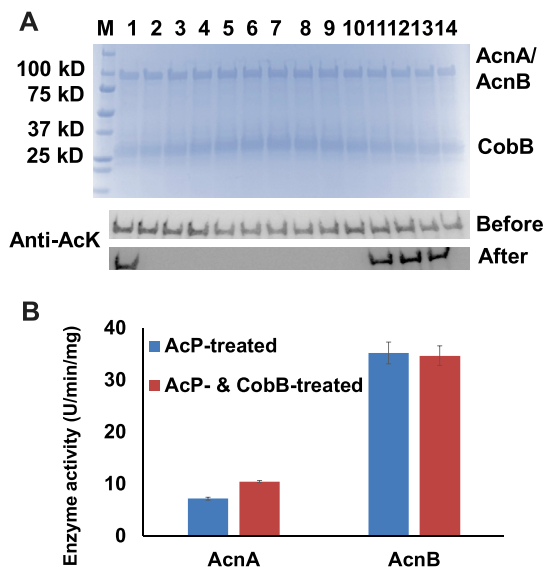 A
M 1 2 3 4 5 6 7 8 9 10 11 12 13 14
100 kD
75 kD
37 kD
25 kD
AcnA/
AcnB
CobB
Anti-AcK
Before
After
B
Enzyme activity (U/min/mg)
40
30
20
10
0
AcP-treated
AcP- & CobB-treated
AcnA
AcnB